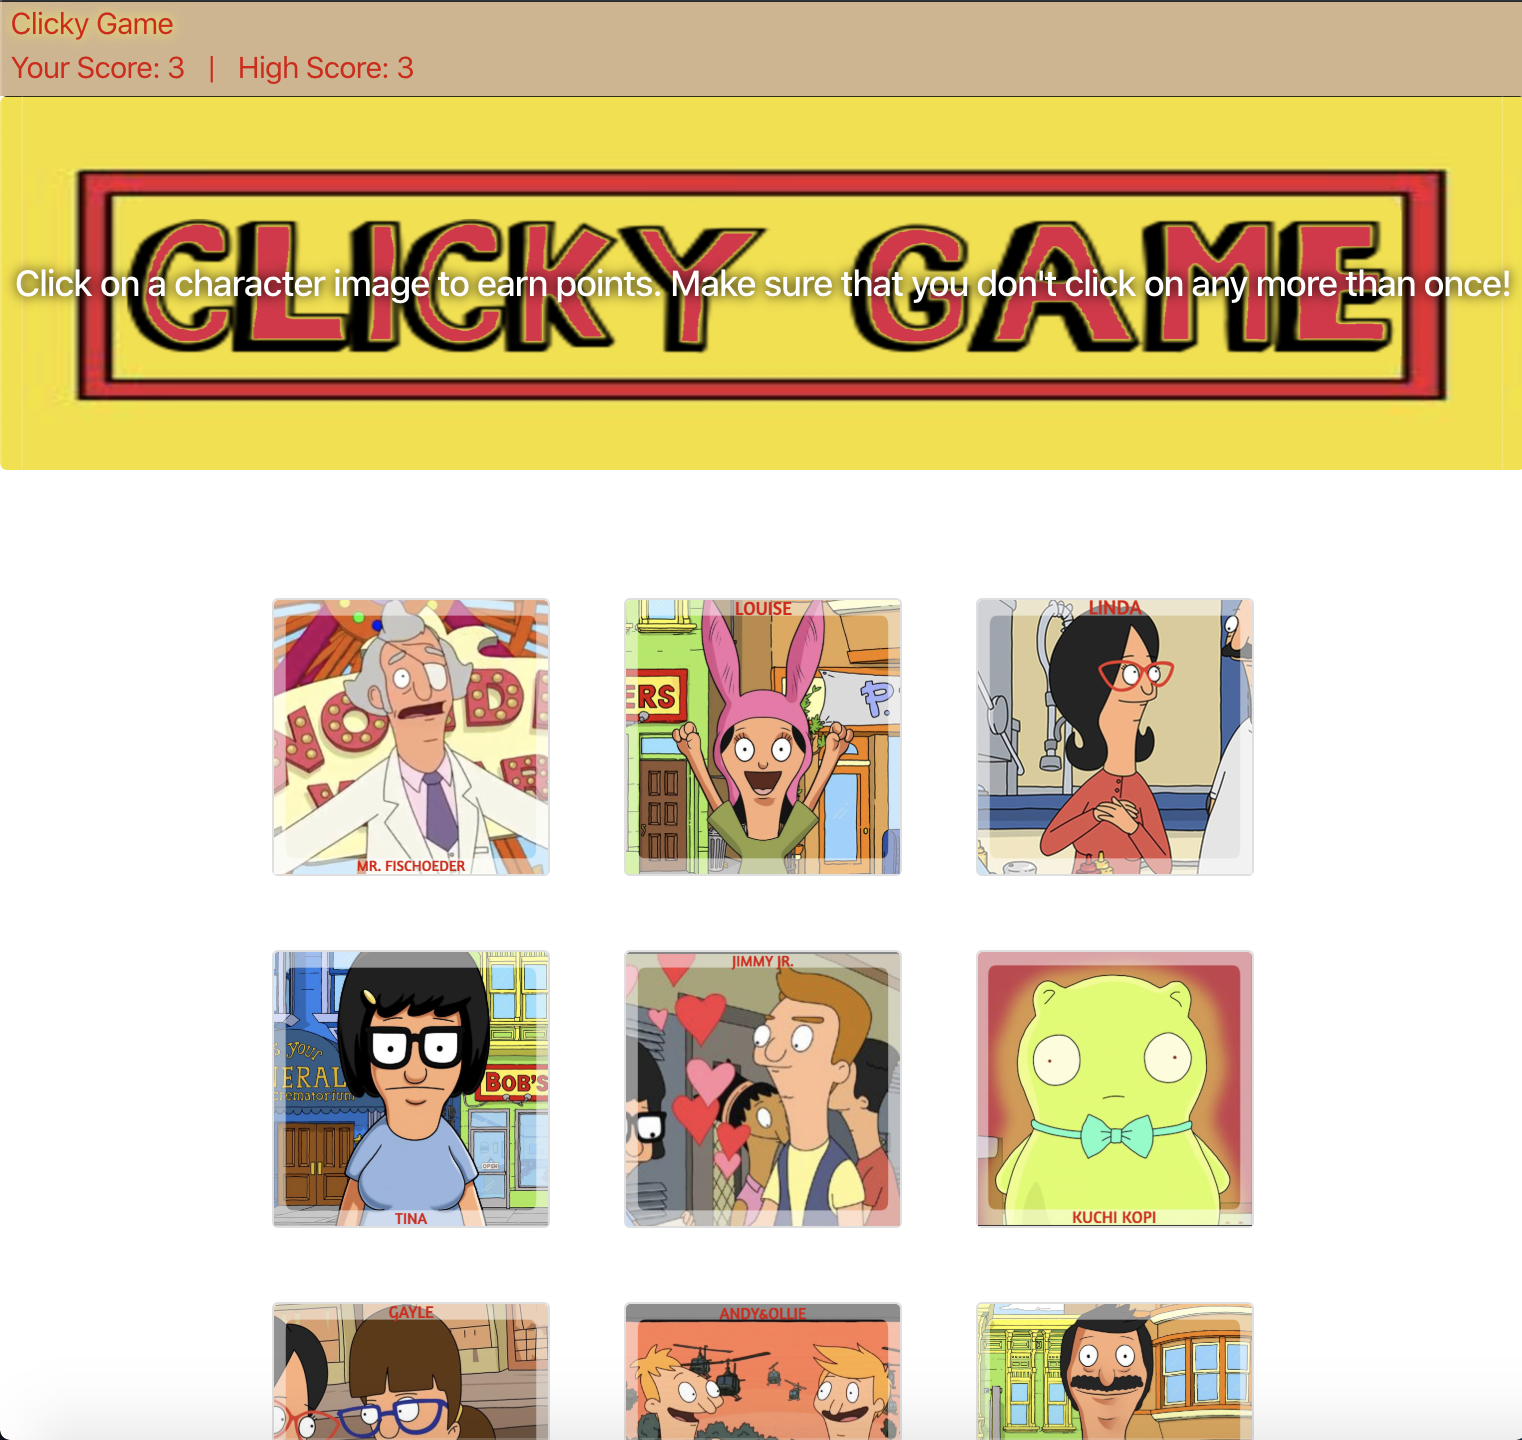 Clicky Game
Your Score: 3 | High Score: 3
CLICKY GAME
Click on a character image to earn points. Make sure that you don't click on any more than once!
LOUISE
LINDA
ERS
P.
MR. FISCHOEDER
JIMMY JR.
YOUR
NERAL
crematorium
BOB'S
OPEN
TINA
KUCHI KOPI
GAYLE
ANDY&OLLIE